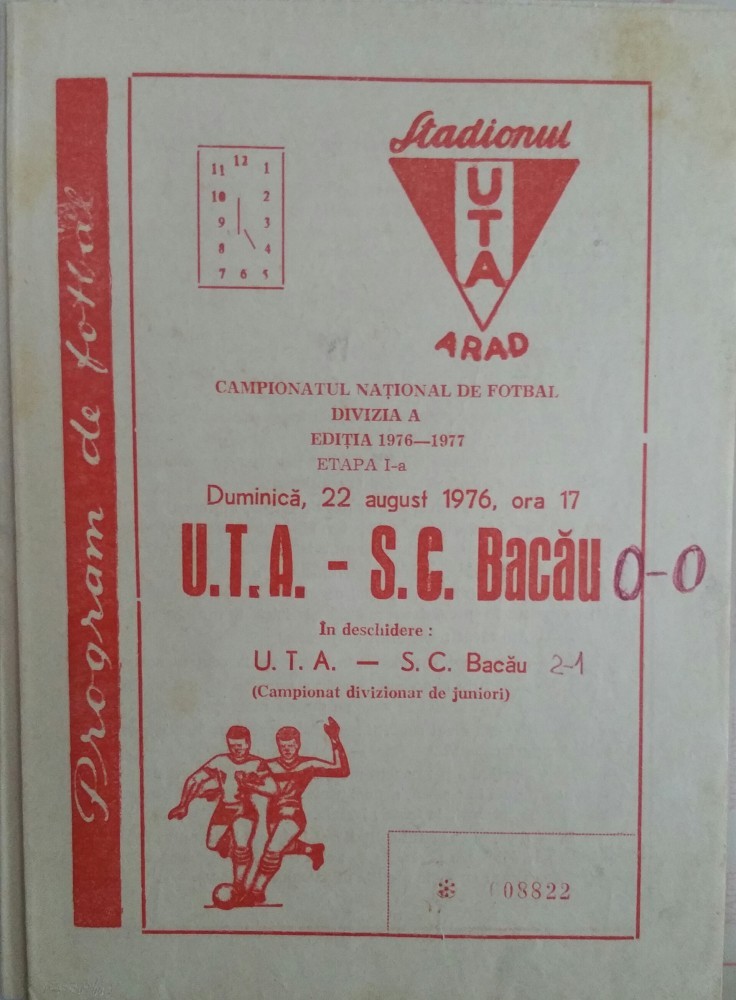 Program de fotbal
Stadionul
UTA
ARAD
11 12 1
10 2
9 3
8 4
7 6 5
CAMPIONATUL NAȚIONAL DE FOTBAL
DIVIZIA A
EDIȚIA 1976—1977
ETAPA I-a
Duminică, 22 august 1976, ora 17
U.T.A. - S.C. Bacău 0-0
În deschidere :
U. T. A. — S. C. Bacău 2-1
(Campionat divizionar de juniori)
* 08822